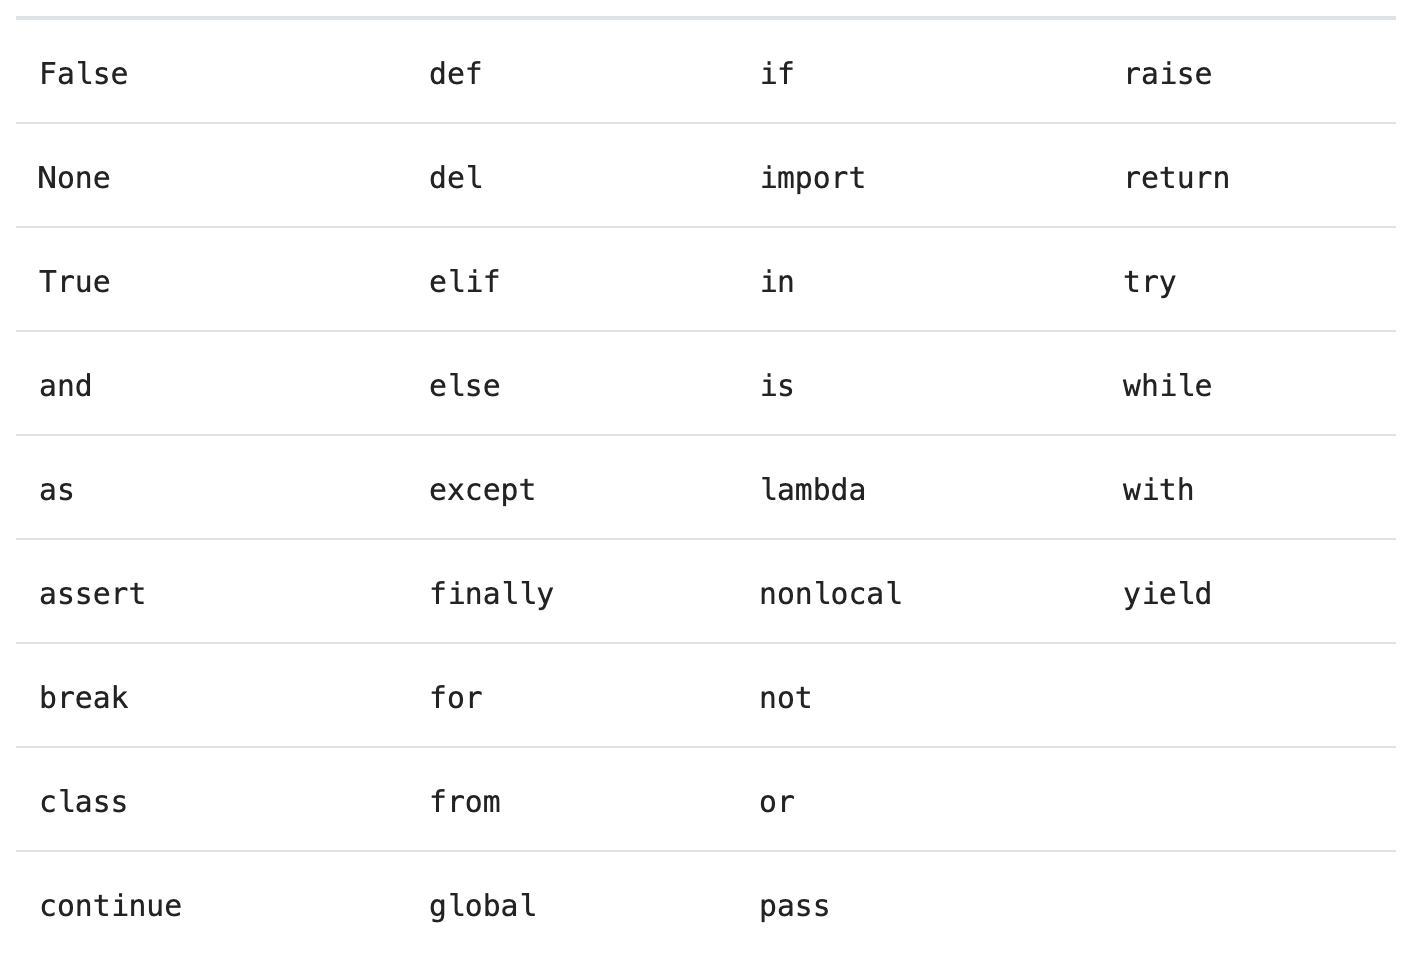 False def if raise
None del import return
True elif in try
and else is while
as except lambda with
assert finally nonlocal yield
break for not
class from or
continue global pass